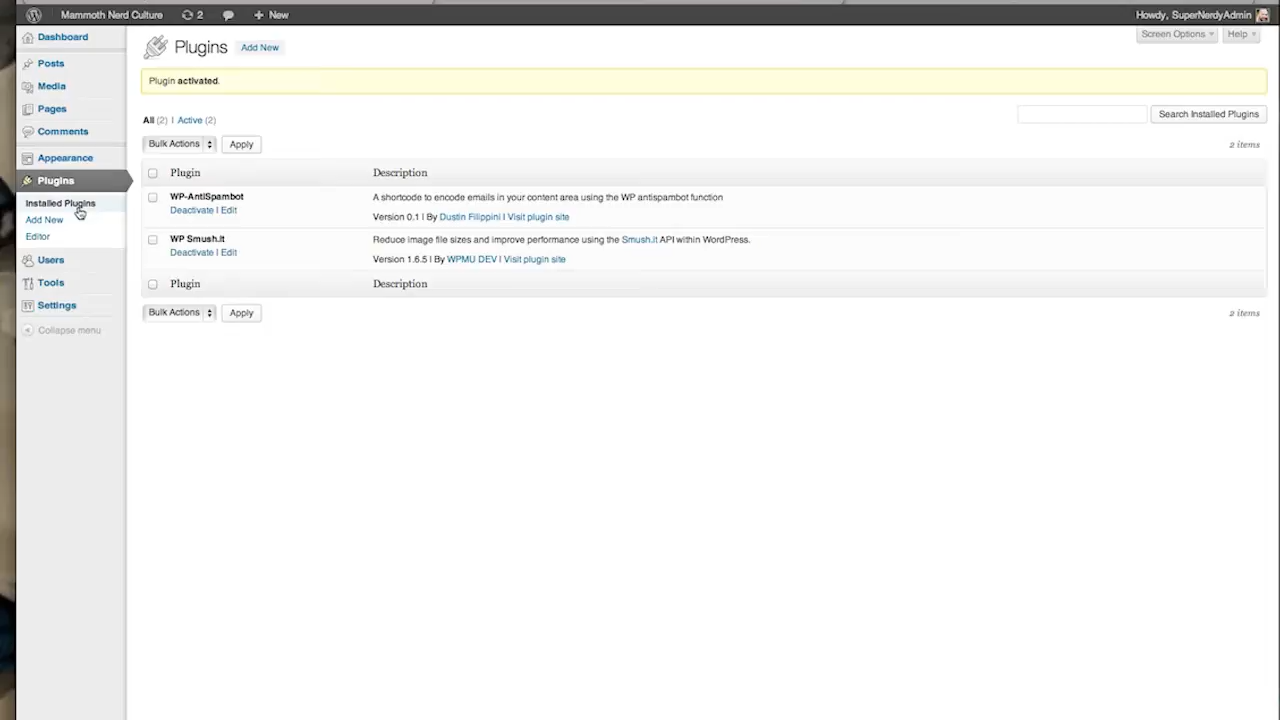 Mammoth Nerd Culture 2 + New Howdy, SuperNerdyAdmin
Dashboard
Posts
Media
Pages
Comments
Appearance
Plugins
Installed Plugins
Add New
Editor
Users
Tools
Settings
Collapse menu
Screen Options Help
Plugins Add New
Plugin activated.
All (2) | Active (2)
Search Installed Plugins
Bulk Actions Apply 2 items
Plugin Description
WP-AntiSpambot A shortcode to encode emails in your content area using the WP antispambot function
Deactivate | Edit Version 0.1 | By Dustin Filippini | Visit plugin site
WP Smush.it Reduce image file sizes and improve performance using the Smush.it API within WordPress.
Deactivate | Edit Version 1.6.5 | By WPMU DEV | Visit plugin site
Plugin Description
Bulk Actions Apply 2 items